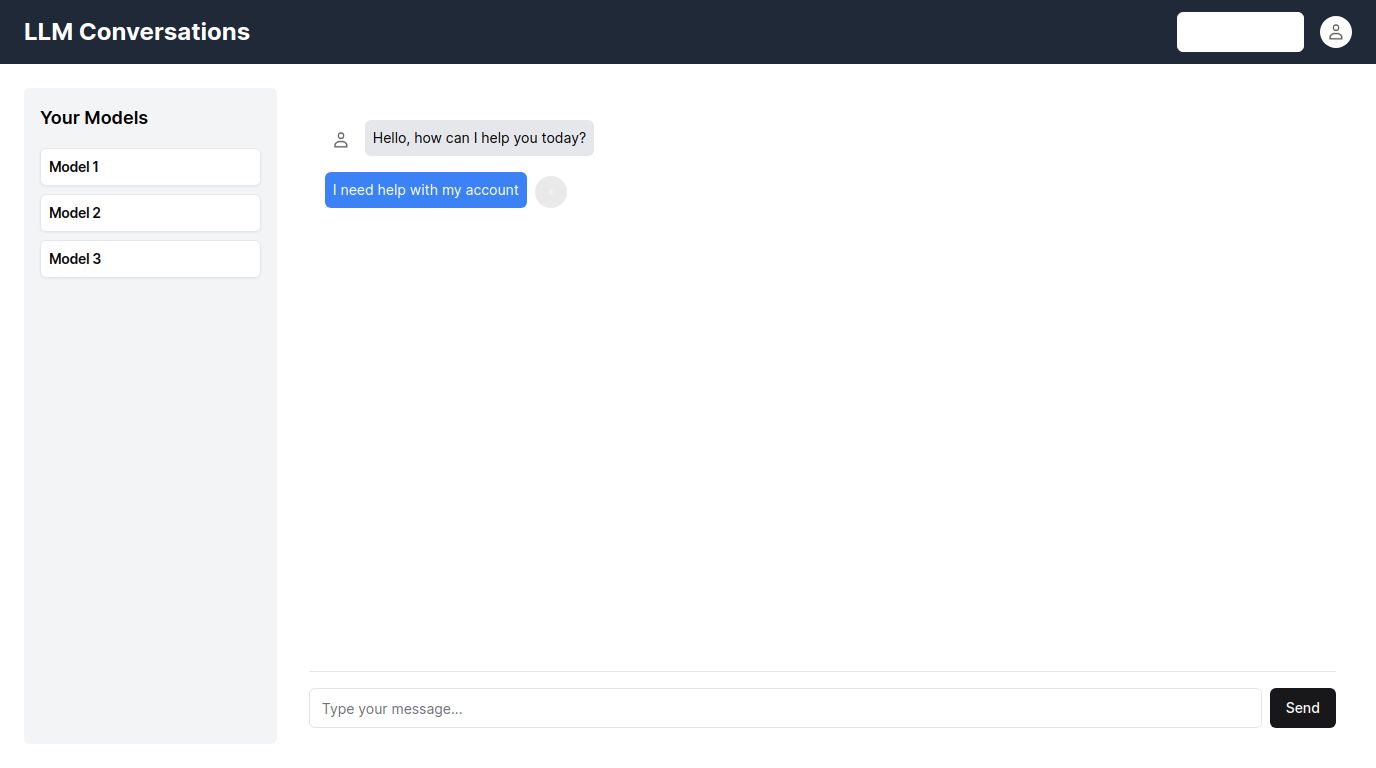 LLM Conversations
Your Models
Model 1
Model 2
Model 3
Hello, how can I help you today?
I need help with my account
Type your message...
Send